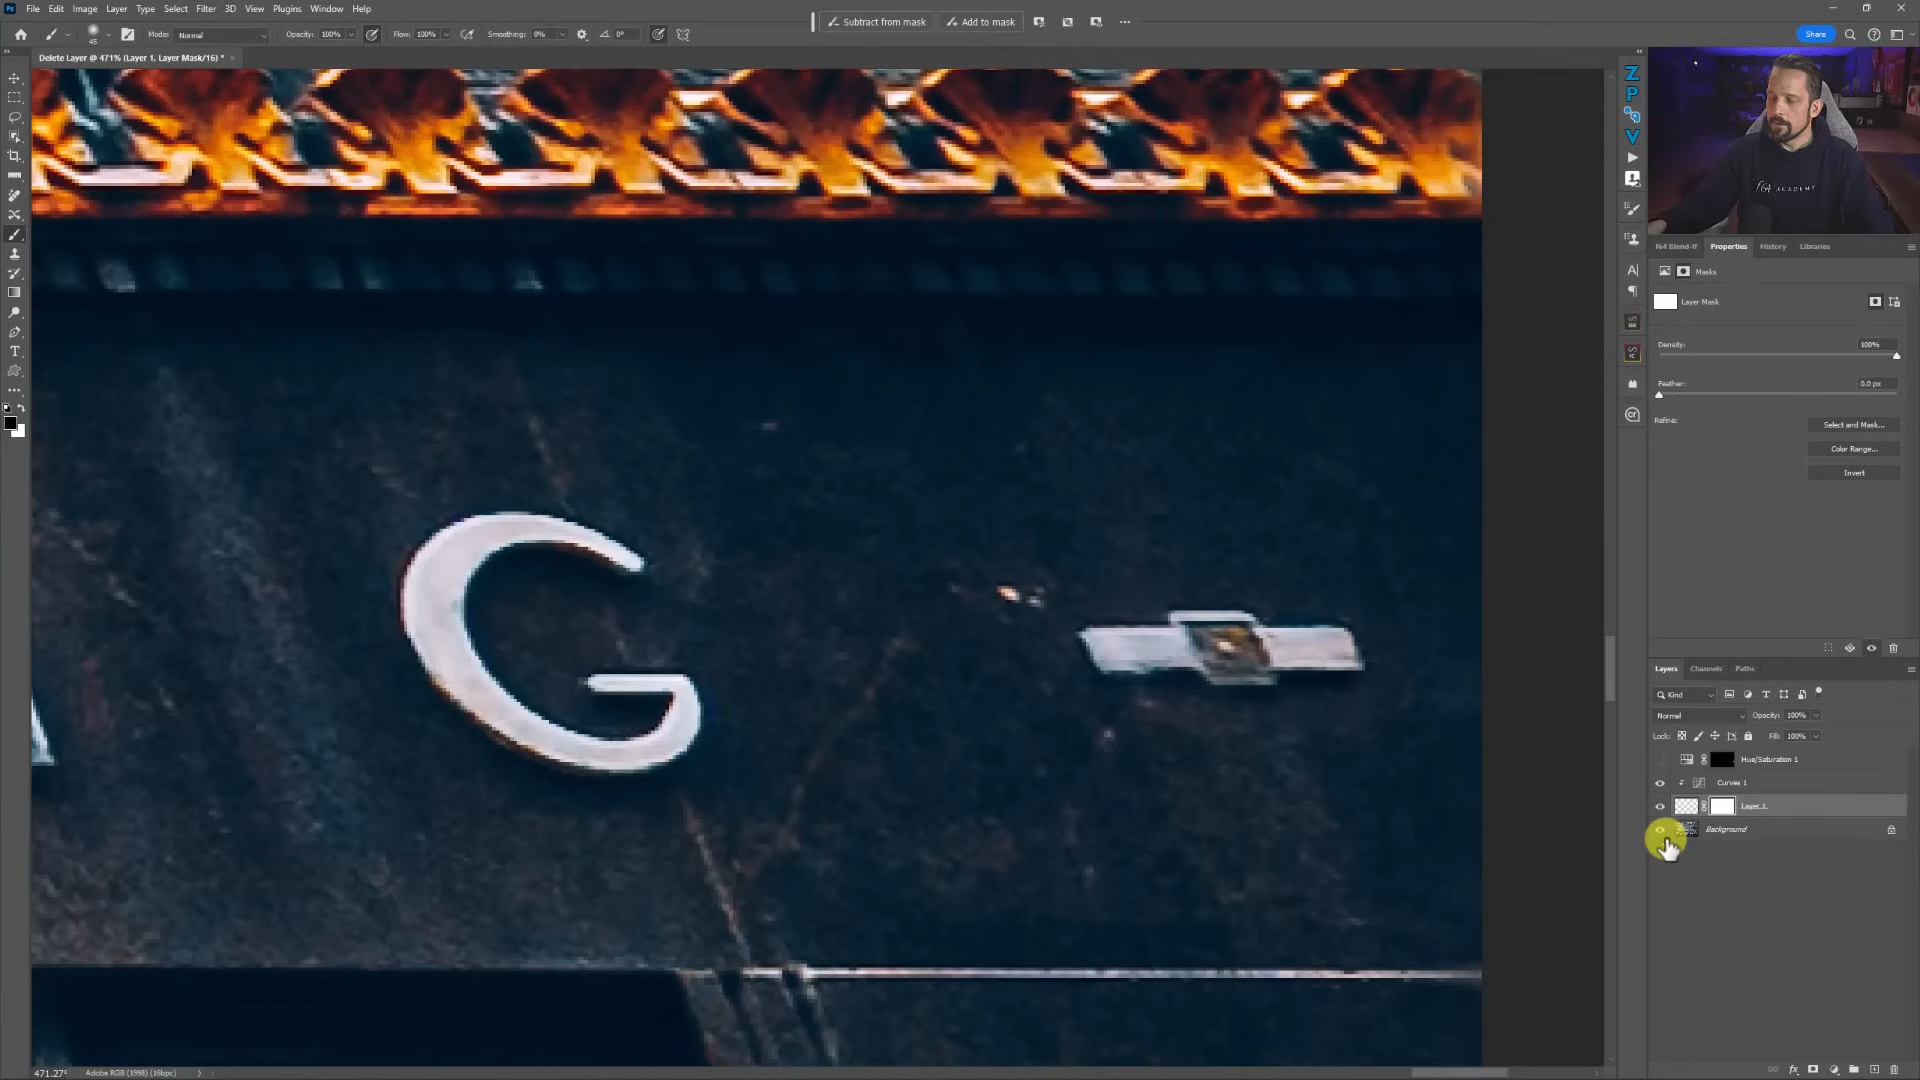 Ps File Edit Image Layer Type Select Filter 3D View Plugins Window Help
Subtract from mask Add to mask
45 Mode: Normal Opacity: 100% Flow: 100% Smoothing: 0% 0° Share
Delete Layer @ 471% (Layer 1, Layer Mask/16) * ×
f64 Blend-If Properties History Libraries
Masks
Layer Mask
Density: 100%
Feather: 0.0 px
Refine: Select and Mask...
Color Range...
Invert
Layers Channels Paths
Kind
Normal Opacity: 100%
Lock: Fill: 100%
Hue/Saturation 1
Curves 1
Layer 1
Background
f64 ACADEMY
Z
P
V
G
471.27% Adobe RGB (1998) (16bpc)